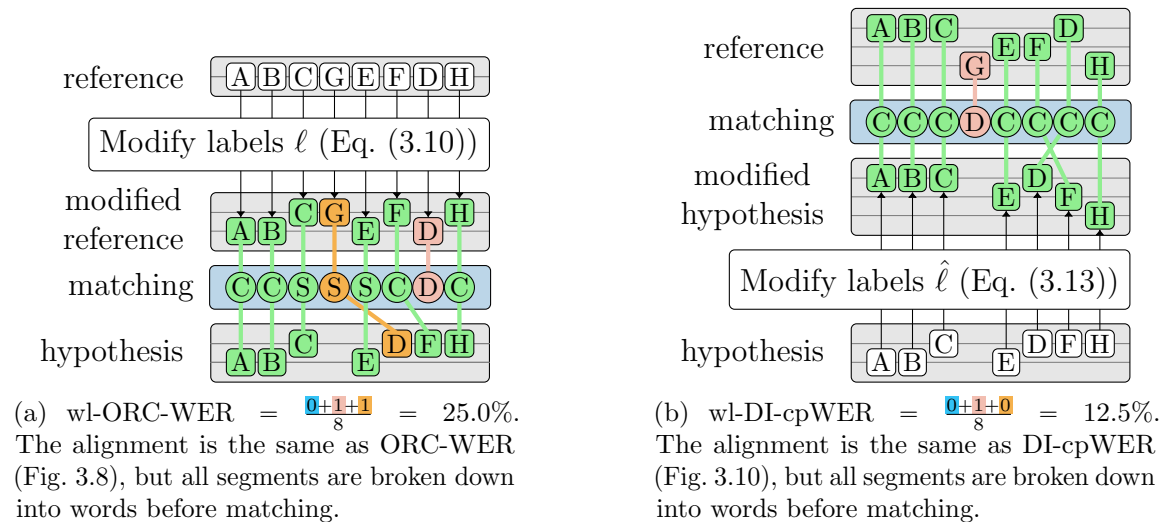 reference A B C G E F D H
Modify labels ℓ (Eq. (3.10))
modified C G F H
reference A B E D
matching C C S S S C D C
hypothesis C D F H
A B E
(a) wl-ORC-WER = 0+1+1/8 = 25.0%.
The alignment is the same as ORC-WER
(Fig. 3.8), but all segments are broken down
into words before matching.
A B C D
reference E F
G H
matching C C C D C C C C
modified A B C D
hypothesis E F
H
Modify labels ℓ̂ (Eq. (3.13))
hypothesis C D F H
A B E
(b) wl-DI-cpWER = 0+1+0/8 = 12.5%.
The alignment is the same as DI-cpWER
(Fig. 3.10), but all segments are broken down
into words before matching.